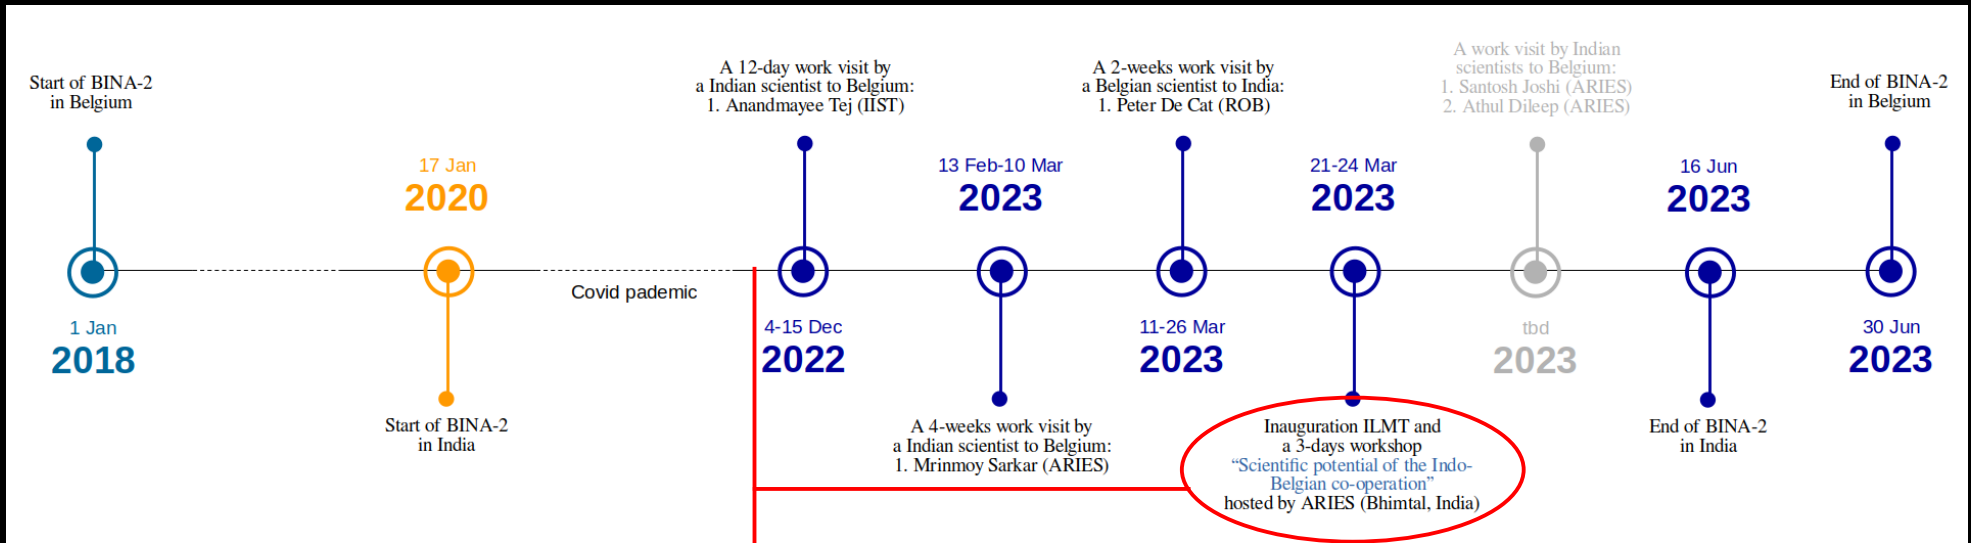 Start of BINA-2
in Belgium
1 Jan
2018
17 Jan
2020
Start of BINA-2
in India
Covid pademic
A 12-day work visit by
a Indian scientist to Belgium:
1. Anandmayee Tej (IIST)
4-15 Dec
2022
13 Feb-10 Mar
2023
A 4-weeks work visit by
a Indian scientist to Belgium:
1. Mrinmoy Sarkar (ARIES)
A 2-weeks work visit by
a Belgian scientist to India:
1. Peter De Cat (ROB)
11-26 Mar
2023
21-24 Mar
2023
Inauguration ILMT and
a 3-days workshop
“Scientific potential of the Indo-
Belgian co-operation”
hosted by ARIES (Bhimtal, India)
A work visit by Indian
scientists to Belgium:
1. Santosh Joshi (ARIES)
2. Athul Dileep (ARIES)
tbd
2023
16 Jun
2023
End of BINA-2
in India
End of BINA-2
in Belgium
30 Jun
2023